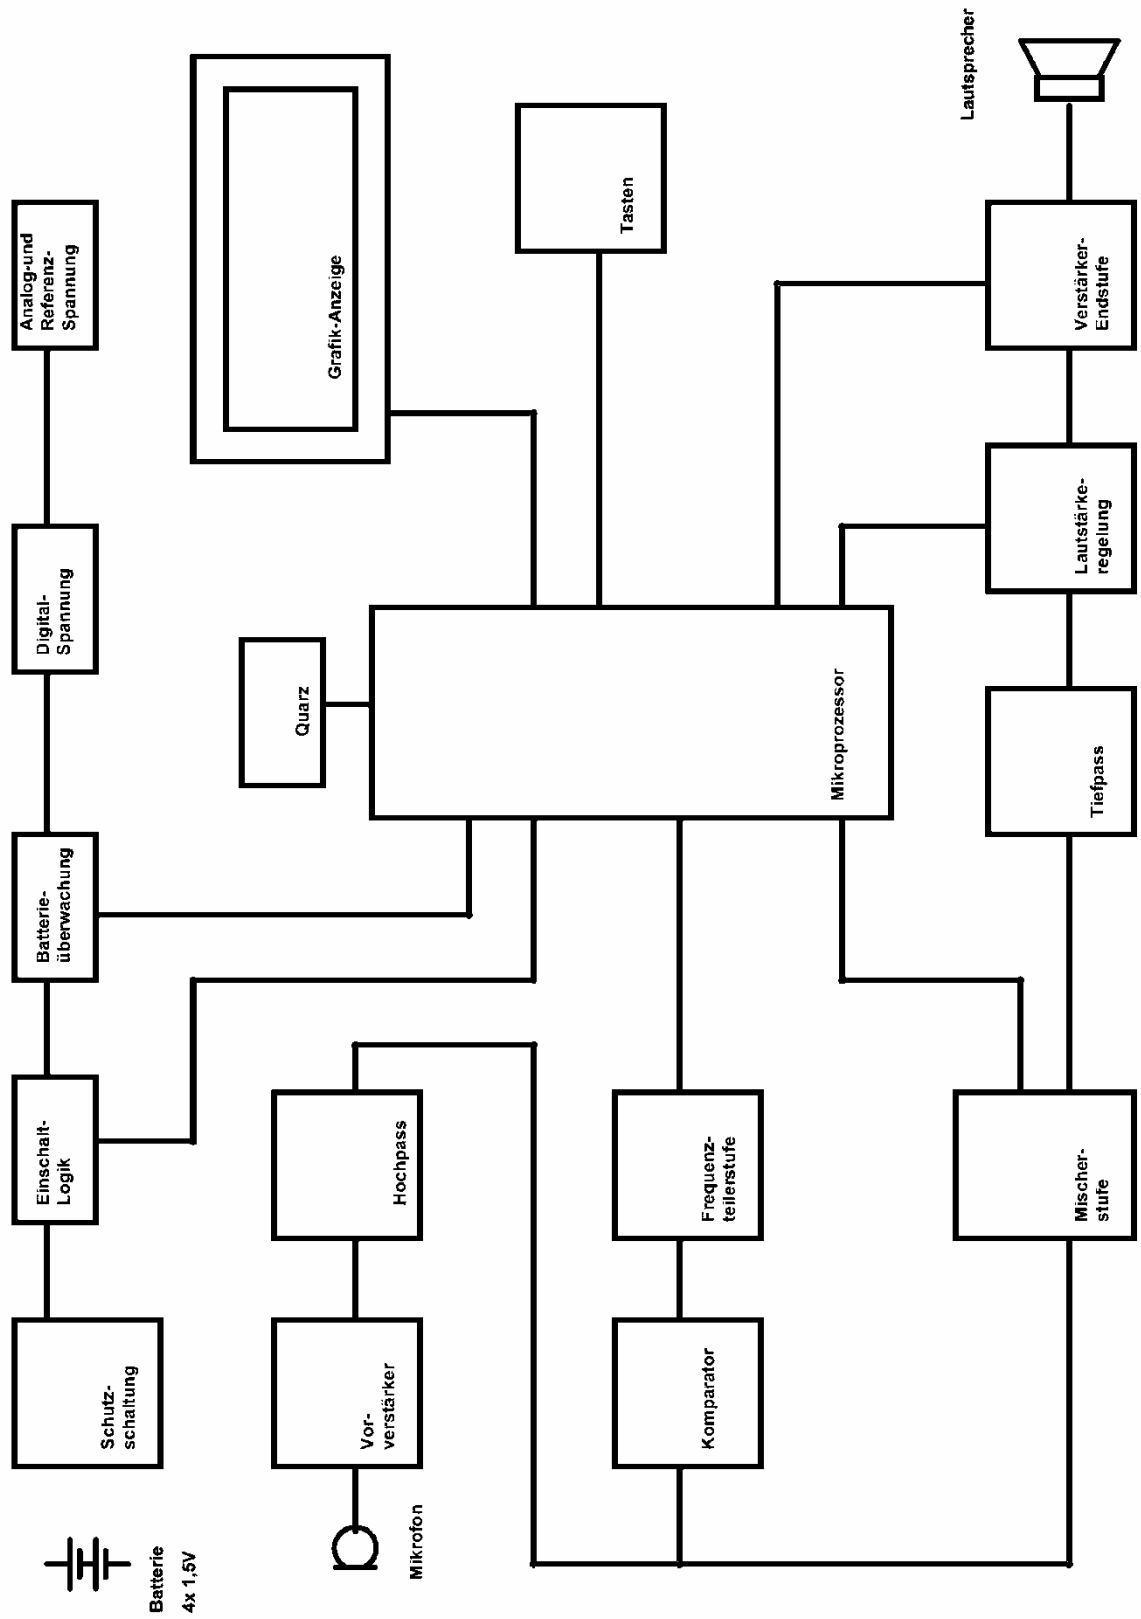 Batterie
4x 1,5V
Schutz-
schaltung
Einschalt-
Logik
Batterie-
überwachung
Digital-
Spannung
Analog-und
Referenz-
Spannung
Mikrofon
Vor-
verstärker
Hochpass
Quarz
Grafik-Anzeige
Komparator
Frequenz-
teilerstufe
Mikroprozessor
Tasten
Mischer-
stufe
Tiefpass
Lautstärke-
regelung
Verstärker-
Endstufe
Lautsprecher